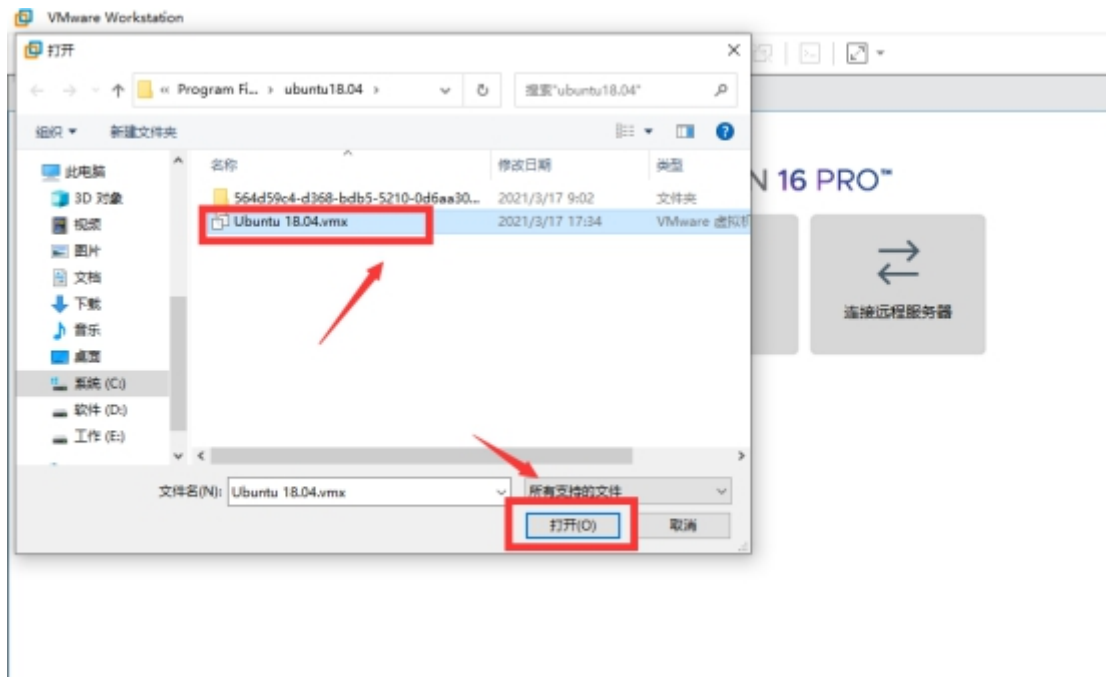 VMware Workstation
打开
« Program Fi... › ubuntu18.04 ›
搜索"ubuntu18.04"
组织 新建文件夹
名称 修改日期 类型
564d59c4-d368-bdb5-5210-0d6aa30... 2021/3/17 9:02 文件夹
Ubuntu 18.04.vmx 2021/3/17 17:34 VMware 虚拟机
此电脑
3D 对象
视频
图片
文档
下载
音乐
桌面
系统 (C:)
软件 (D:)
工作 (E:)
文件名(N): Ubuntu 18.04.vmx 所有支持的文件
打开(O) 取消
N 16 PRO™
连接远程服务器